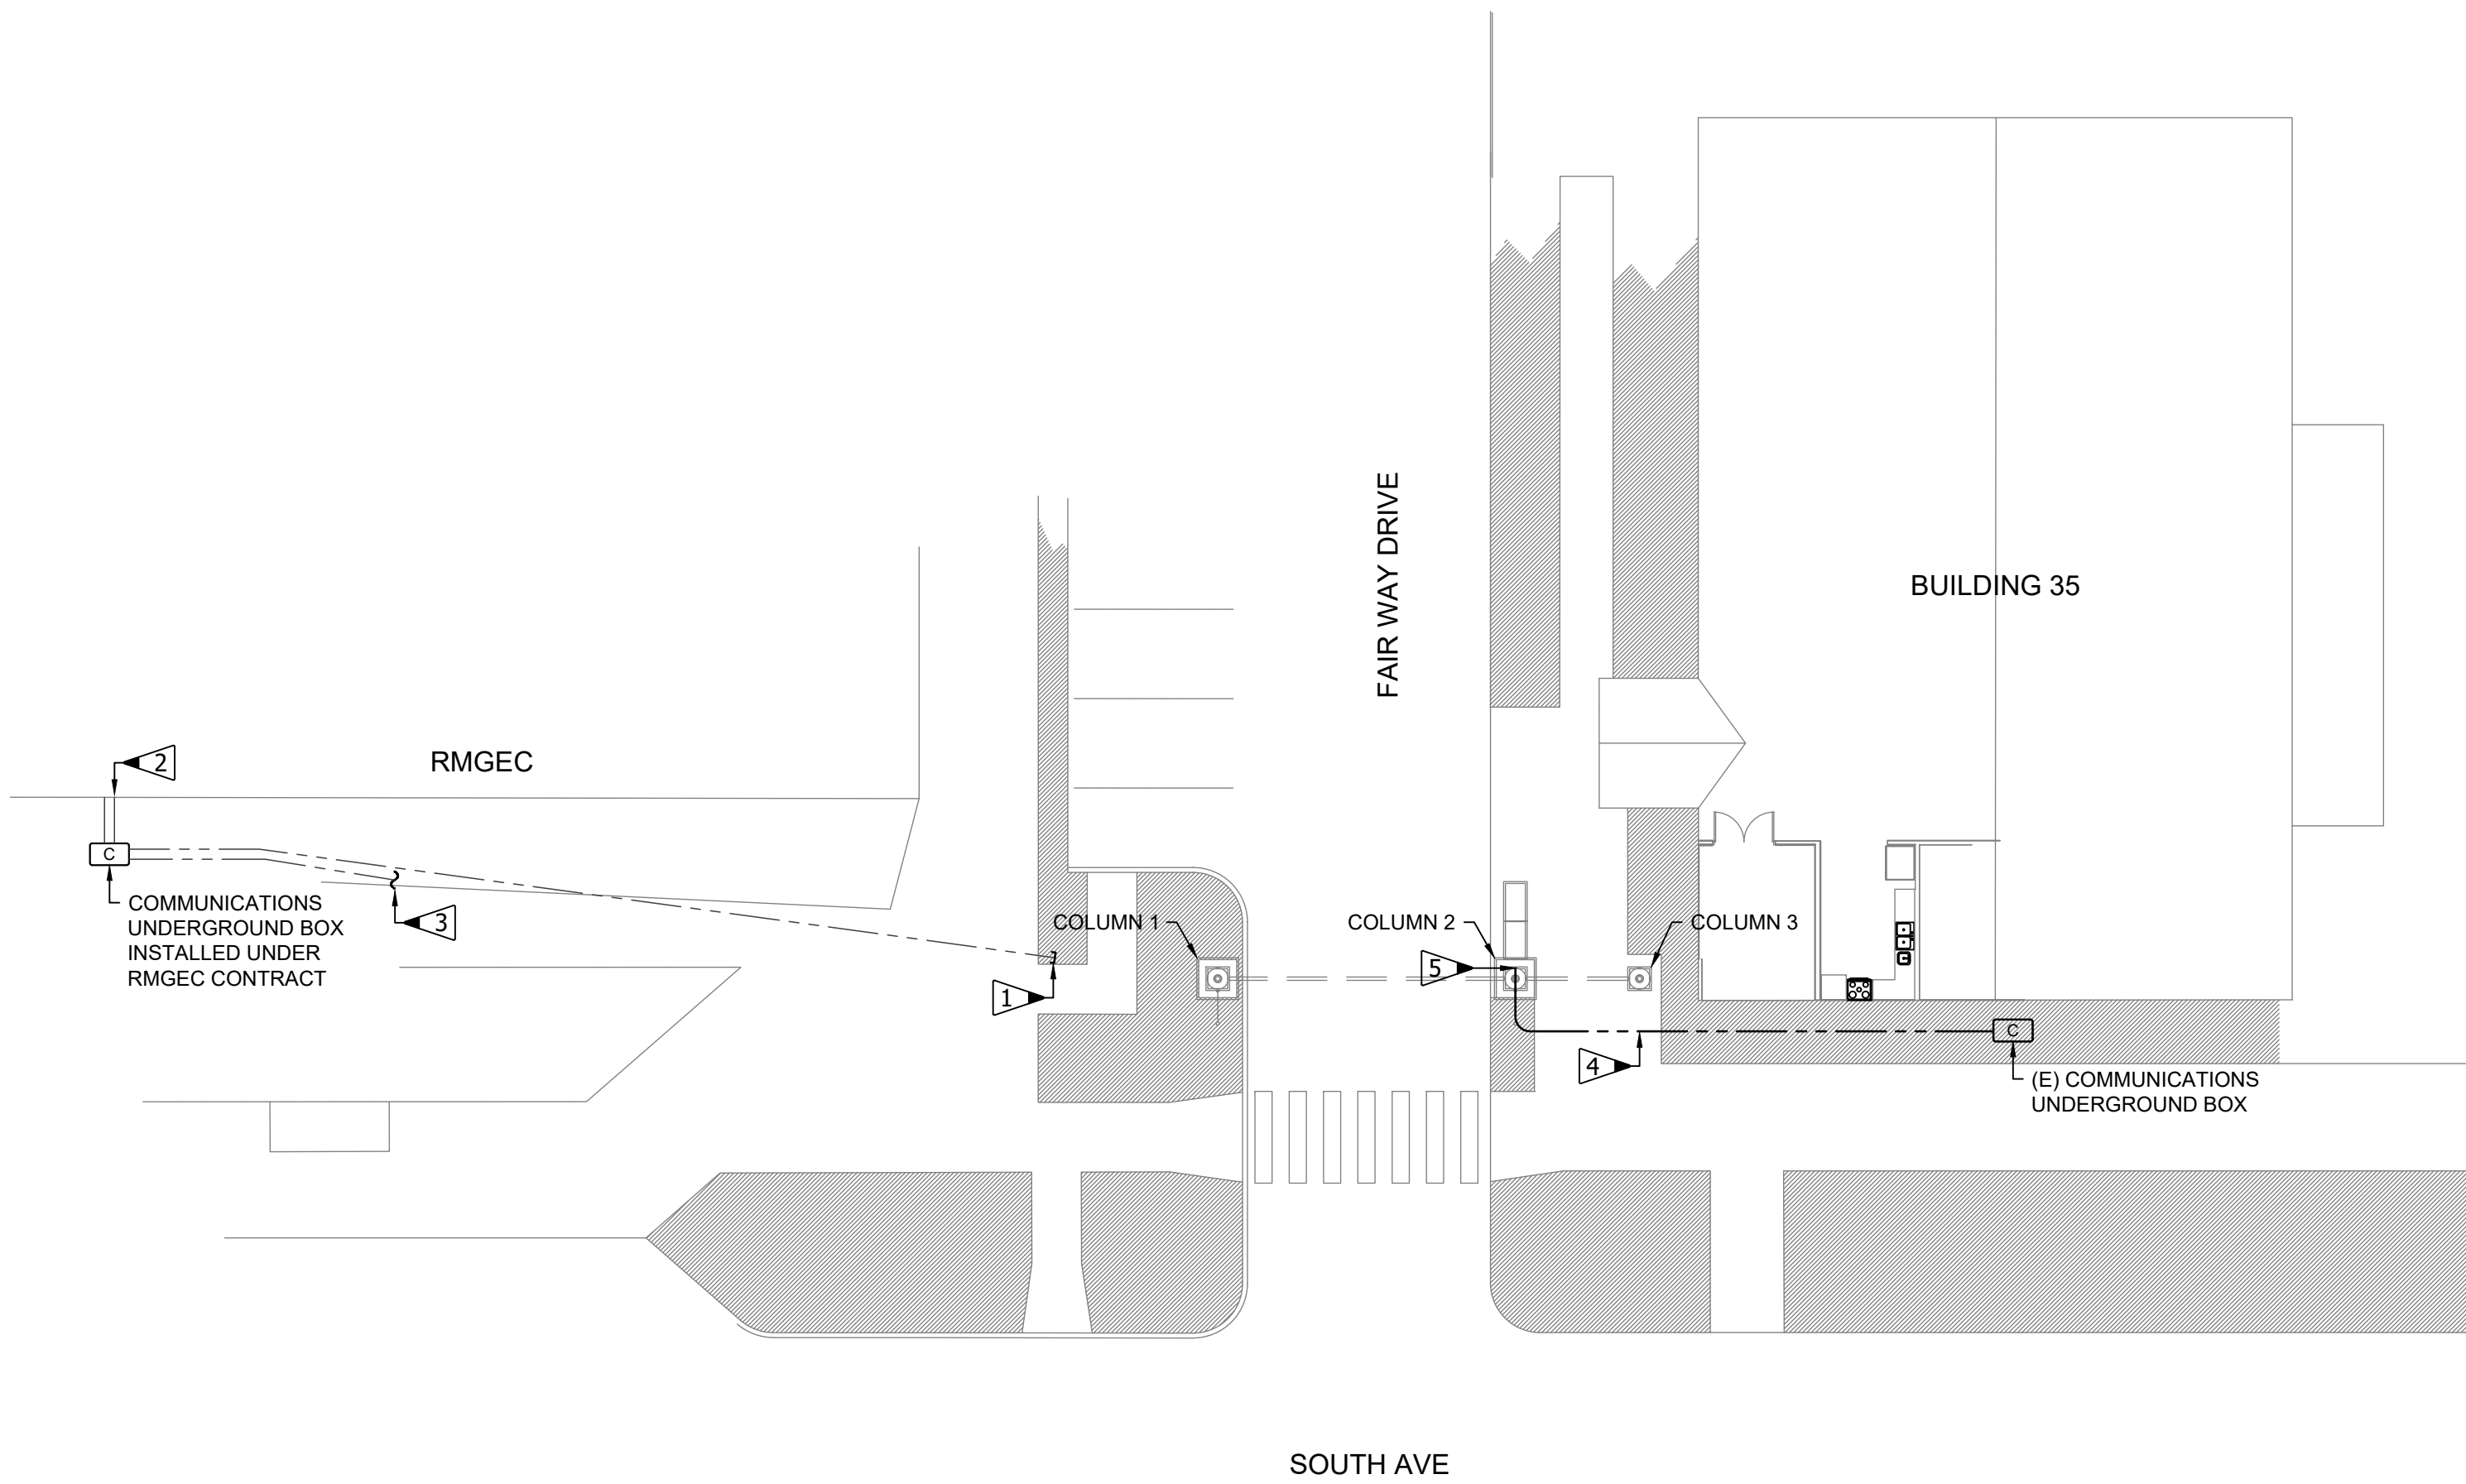 FAIR WAY DRIVE
BUILDING 35
2
RMGEC
C
COMMUNICATIONS
UNDERGROUND BOX
INSTALLED UNDER
RMGEC CONTRACT
3
COLUMN 1
COLUMN 2
COLUMN 3
5
1
4
C
(E) COMMUNICATIONS
UNDERGROUND BOX
SOUTH AVE